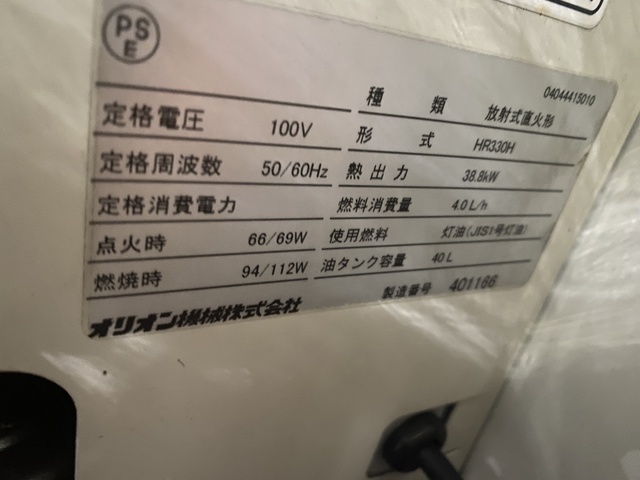 PS
E
04044415010
定格電圧 100V
定格周波数 50/60Hz
定格消費電力
点火時 66/69W
燃焼時 94/112W
オリオン機械株式会社
種類 放射式直火形
形式 HR330H
熱出力 38.8kW
燃料消費量 4.0L/h
使用燃料 灯油(JIS1号灯油)
油タンク容量 40L
製造番号 401166